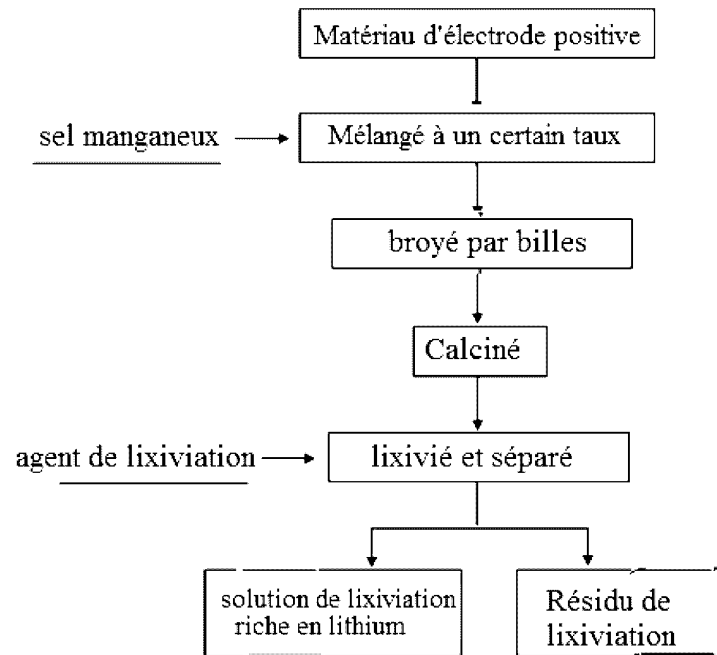 Matériau d'électrode positive
sel manganeux
Mélangé à un certain taux
broyé par billes
Calciné
agent de lixiviation
lixivié et séparé
solution de lixiviation
riche en lithium
Résidu de
lixiviation